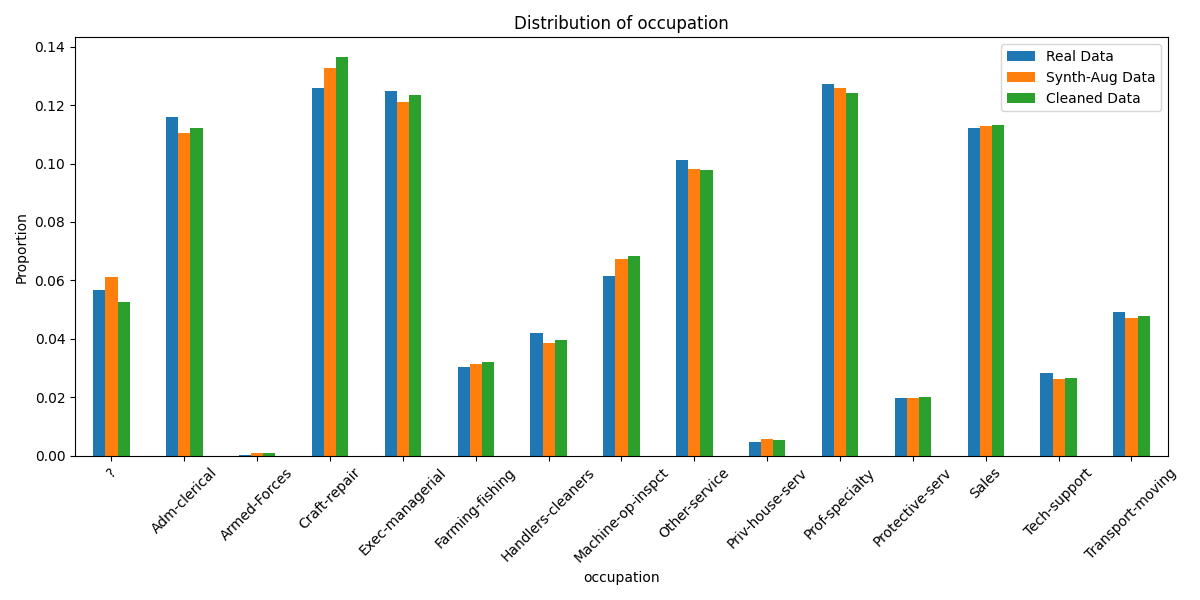 Distribution of occupation
Real Data
Synth-Aug Data
Cleaned Data
Proportion
0.14
0.12
0.10
0.08
0.06
0.04
0.02
0.00
?
Adm-clerical
Armed-Forces
Craft-repair
Exec-managerial
Farming-fishing
Handlers-cleaners
Machine-op-inspct
Other-service
Priv-house-serv
Prof-specialty
Protective-serv
Sales
Tech-support
Transport-moving
occupation